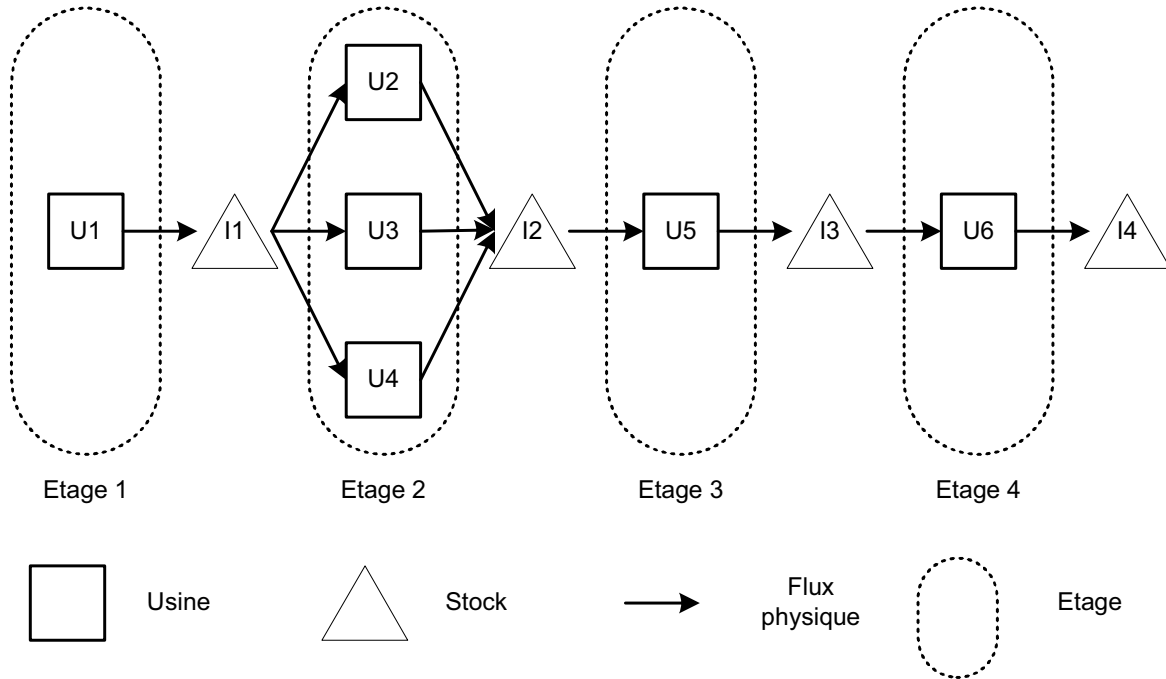 U2
U1
I1
U3
I2
U5
I3
U6
I4
U4
Etage 1
Etage 2
Etage 3
Etage 4
Usine
Stock
Flux
physique
Etage